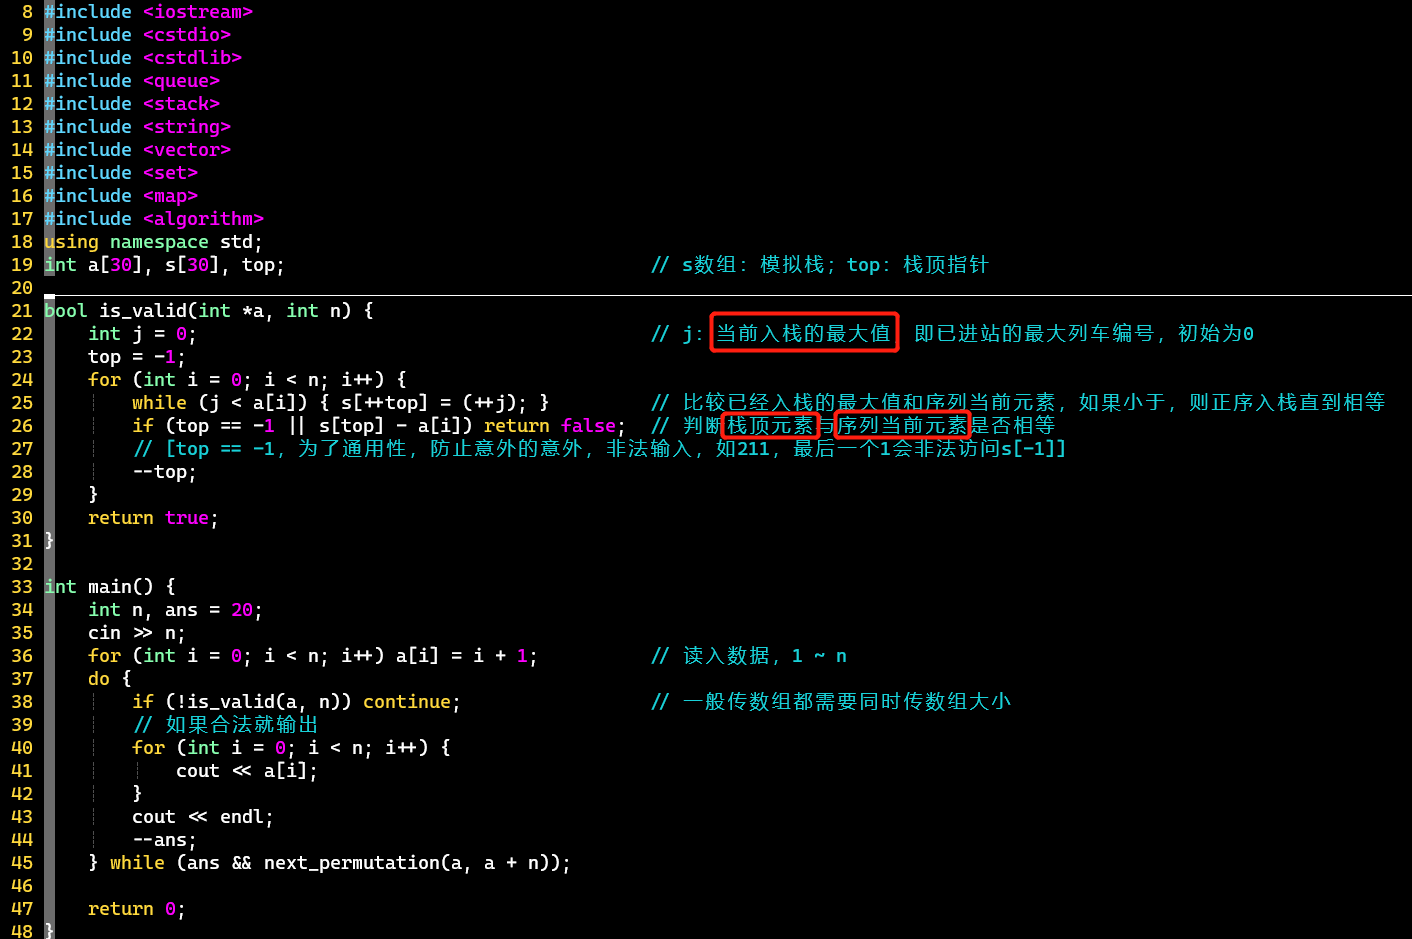 8 #include <iostream>
9 #include <cstdio>
10 #include <cstdlib>
11 #include <queue>
12 #include <stack>
13 #include <string>
14 #include <vector>
15 #include <set>
16 #include <map>
17 #include <algorithm>
18 using namespace std;
19 int a[30], s[30], top; // s数组：模拟栈；top：栈顶指针
20
21 bool is_valid(int *a, int n) {
22 int j = 0; // j：当前入栈的最大值 即已进站的最大列车编号，初始为0
23 top = -1;
24 for (int i = 0; i < n; i++) {
25 while (j < a[i]) { s[++top] = (++j); } // 比较已经入栈的最大值和序列当前元素，如果小于，则正序入栈直到相等
26 if (top == -1 || s[top] - a[i]) return false; // 判断栈顶元素与序列当前元素是否相等
27 // [top == -1，为了通用性，防止意外的意外，非法输入，如211，最后一个1会非法访问s[-1]]
28 --top;
29 }
30 return true;
31 }
32
33 int main() {
34 int n, ans = 20;
35 cin >> n;
36 for (int i = 0; i < n; i++) a[i] = i + 1; // 读入数据，1 ~ n
37 do {
38 if (!is_valid(a, n)) continue; // 一般传数组都需要同时传数组大小
39 // 如果合法就输出
40 for (int i = 0; i < n; i++) {
41 cout << a[i];
42 }
43 cout << endl;
44 --ans;
45 } while (ans && next_permutation(a, a + n));
46
47 return 0;
48 }